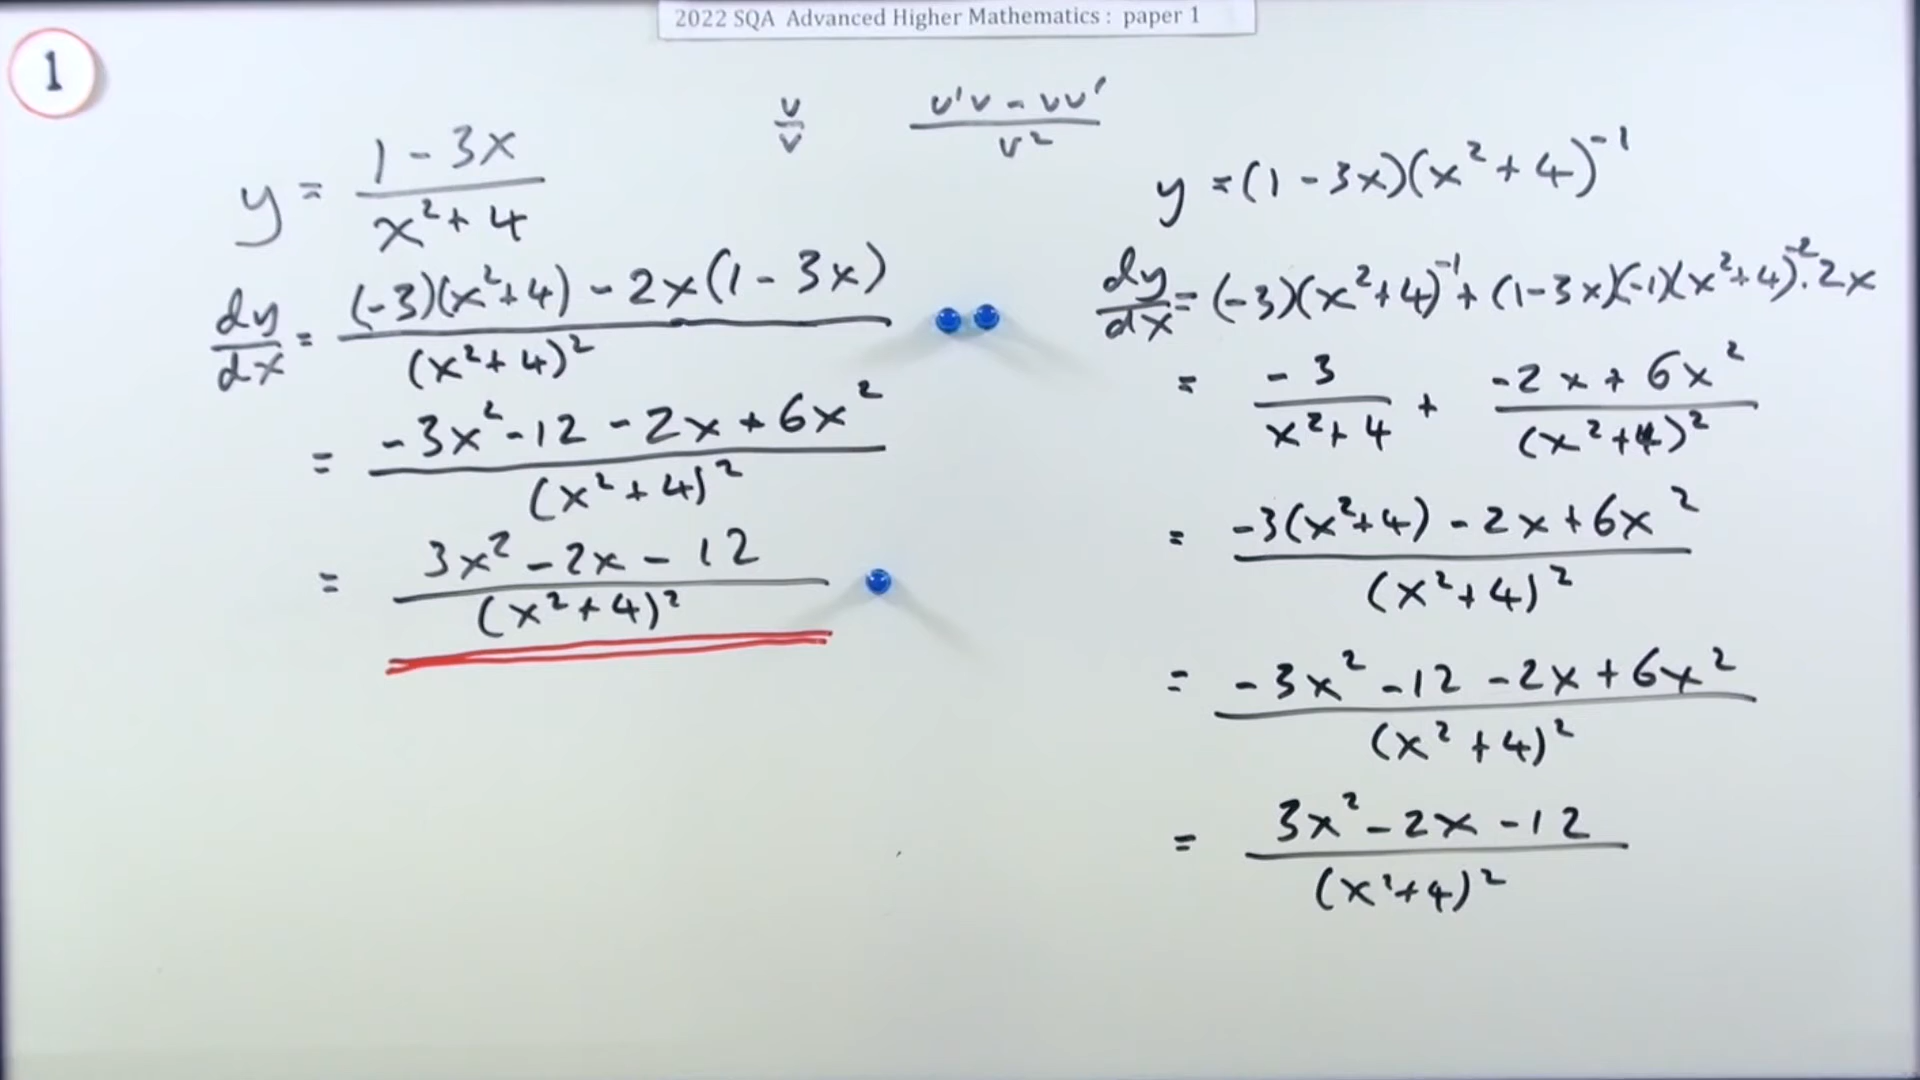 2022 SQA Advanced Higher Mathematics : paper 1
1
u/v (u'v - uv')/v²
y = (1 - 3x)/(x² + 4)
dy/dx = ((-3)(x²+4) - 2x(1 - 3x))/(x²+4)²
= (-3x² - 12 - 2x + 6x²)/(x² + 4)²
= (3x² - 2x - 12)/(x² + 4)²
y = (1 - 3x)(x² + 4)⁻¹
dy/dx = (-3)(x²+4)⁻¹ + (1-3x)(-1)(x²+4)⁻².2x
= -3/(x²+4) + (-2x + 6x²)/(x²+4)²
= (-3(x²+4) - 2x + 6x²)/(x²+4)²
= (-3x² - 12 - 2x + 6x²)/(x² + 4)²
= (3x² - 2x - 12)/(x²+4)²